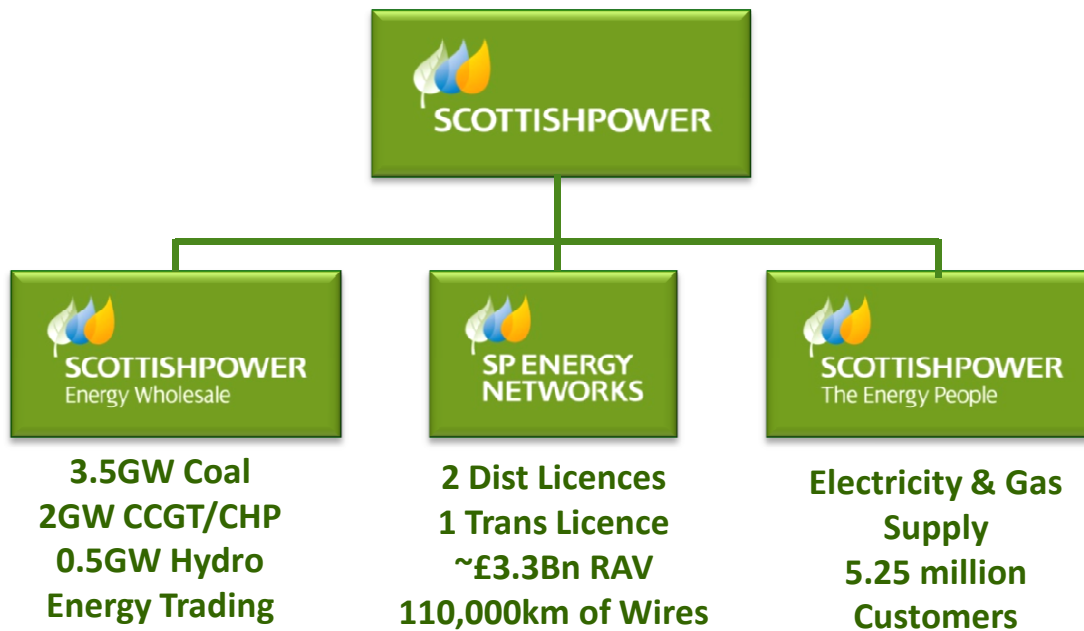 SCOTTISHPOWER
SCOTTISHPOWER
Energy Wholesale
3.5GW Coal
2GW CCGT/CHP
0.5GW Hydro
Energy Trading
SP ENERGY
NETWORKS
2 Dist Licences
1 Trans Licence
~£3.3Bn RAV
110,000km of Wires
SCOTTISHPOWER
The Energy People
Electricity & Gas
Supply
5.25 million
Customers